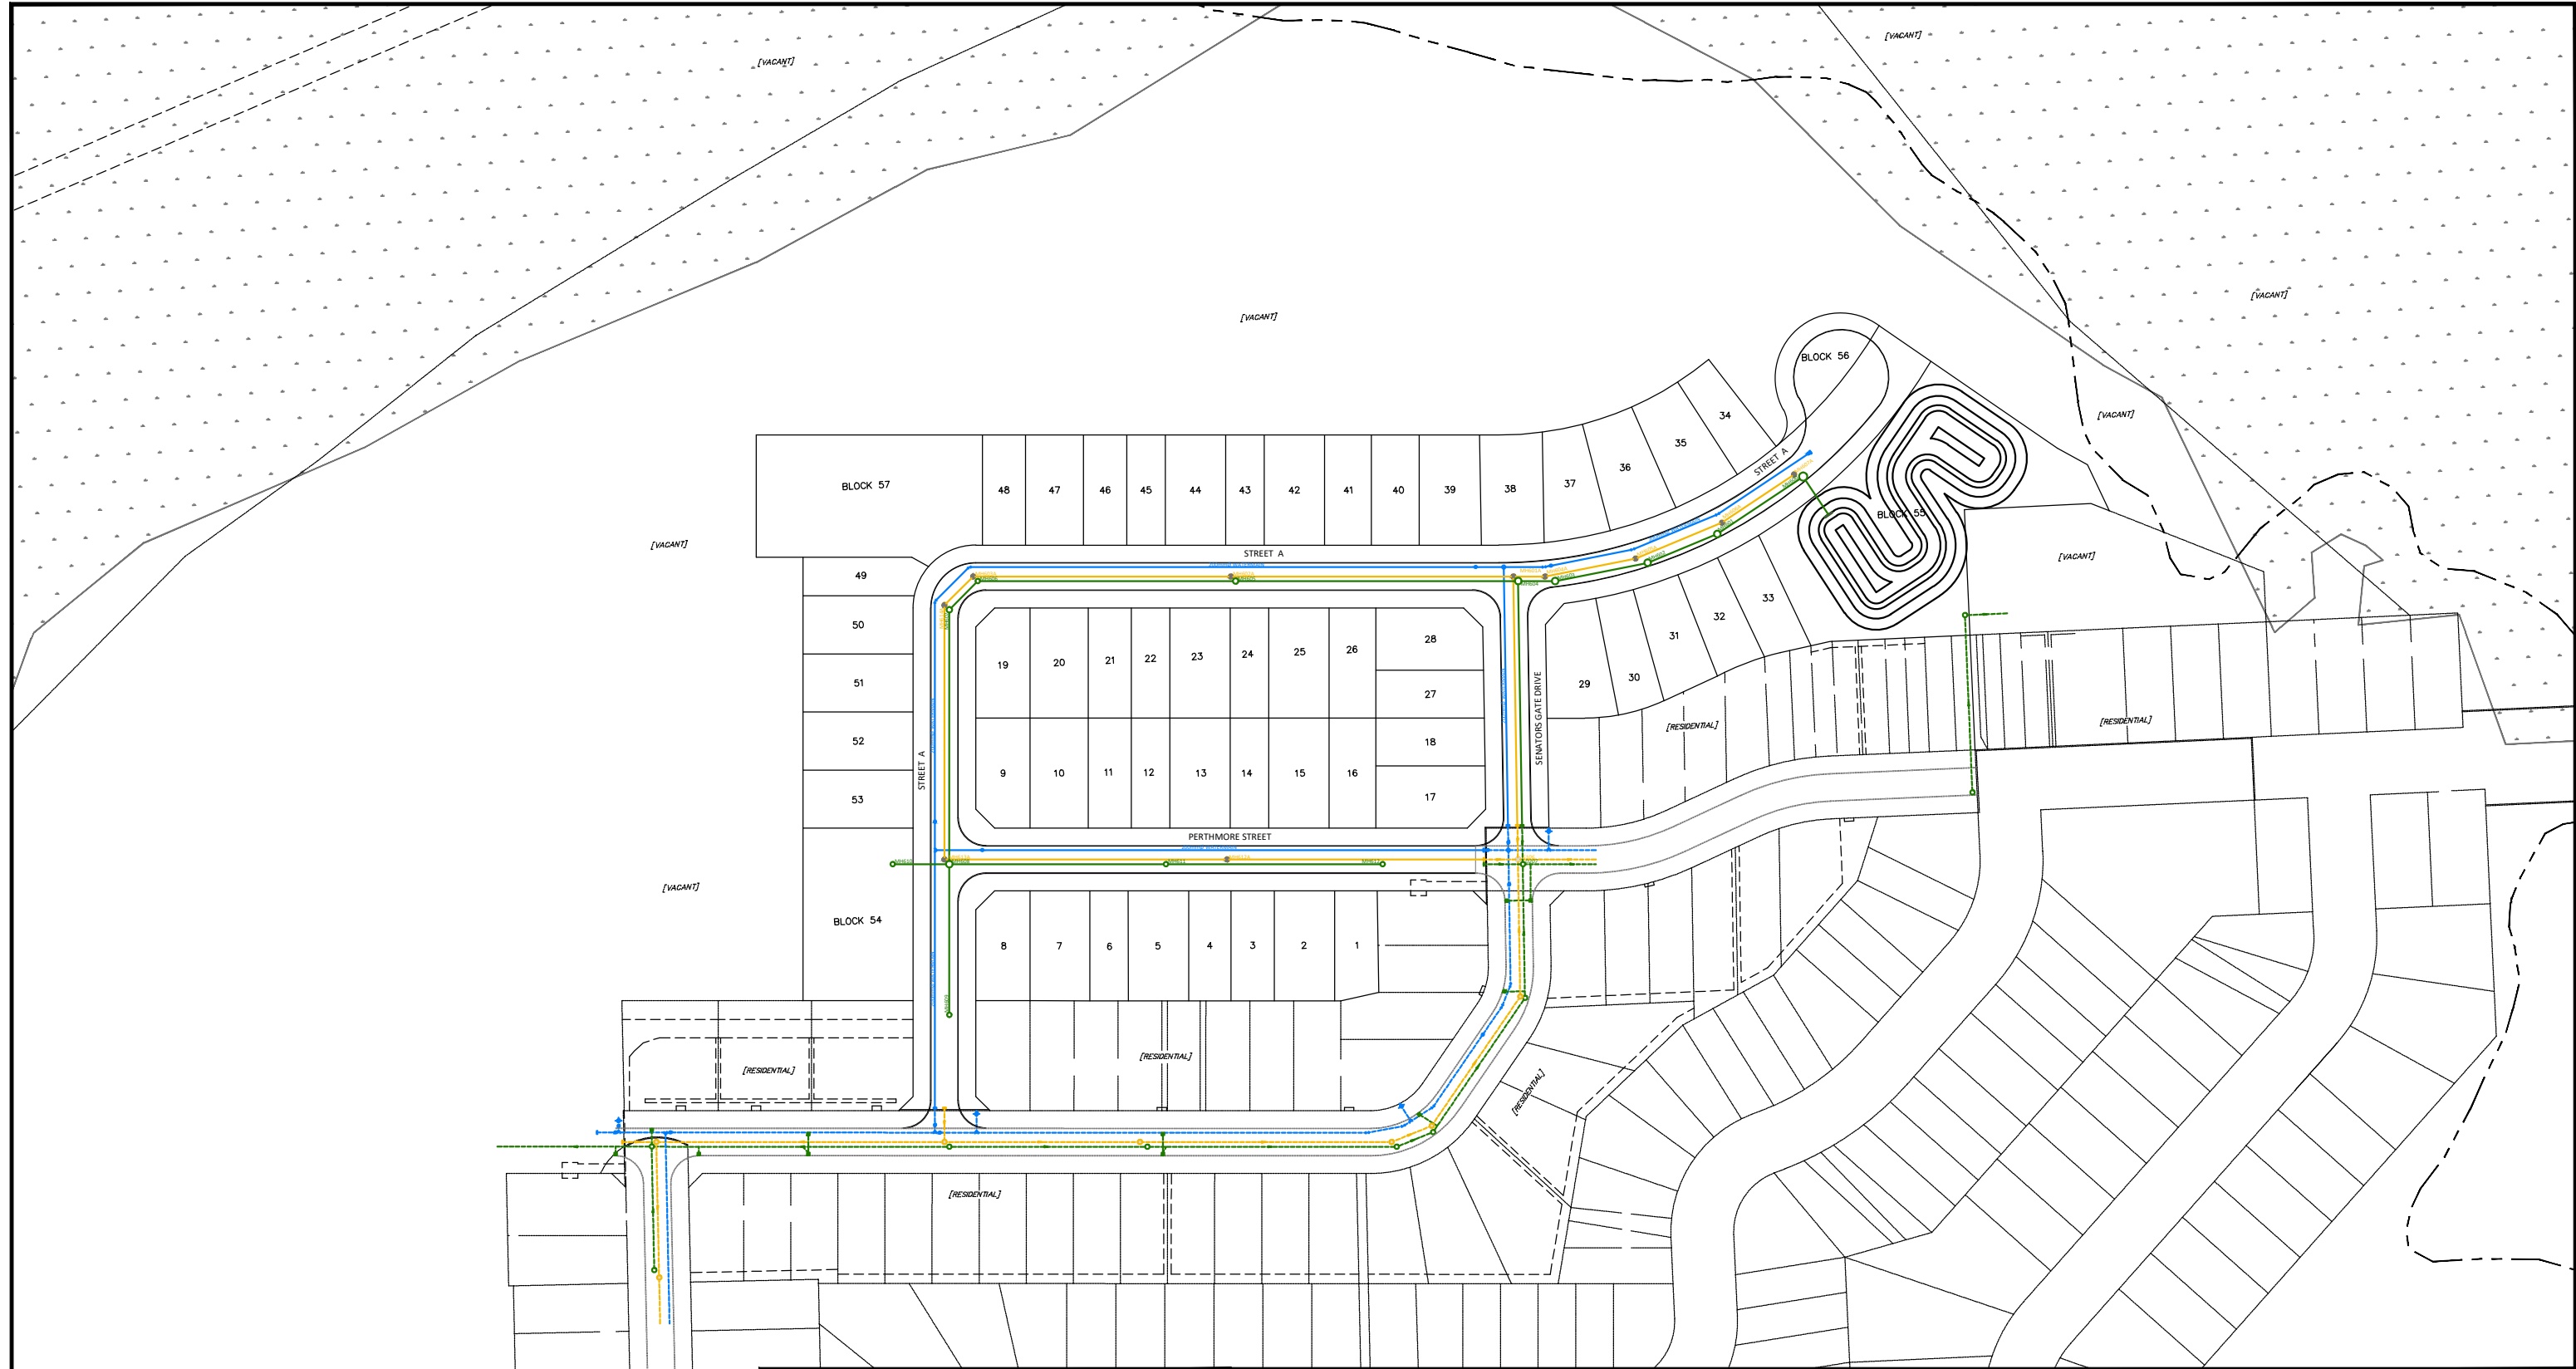 [VACANT]
[VACANT]
[VACANT]
[VACANT]
BLOCK 56
[VACANT]
34
35
36
37
38
39
40
41
42
43
44
45
46
47
48
BLOCK 57
STREET A
BLOCK 55
[VACANT]
[VACANT]
STREET A
49
50
51
52
53
STREET A
19
20
21
22
23
24
25
26
28
27
18
17
9
10
11
12
13
14
15
16
SENATORS GATE DRIVE
29
30
31
32
33
[RESIDENTIAL]
[RESIDENTIAL]
PERTHMORE STREET
MH610
MH611
[VACANT]
BLOCK 54
8
7
6
5
4
3
2
1
[RESIDENTIAL]
[RESIDENTIAL]
[RESIDENTIAL]
[RESIDENTIAL]